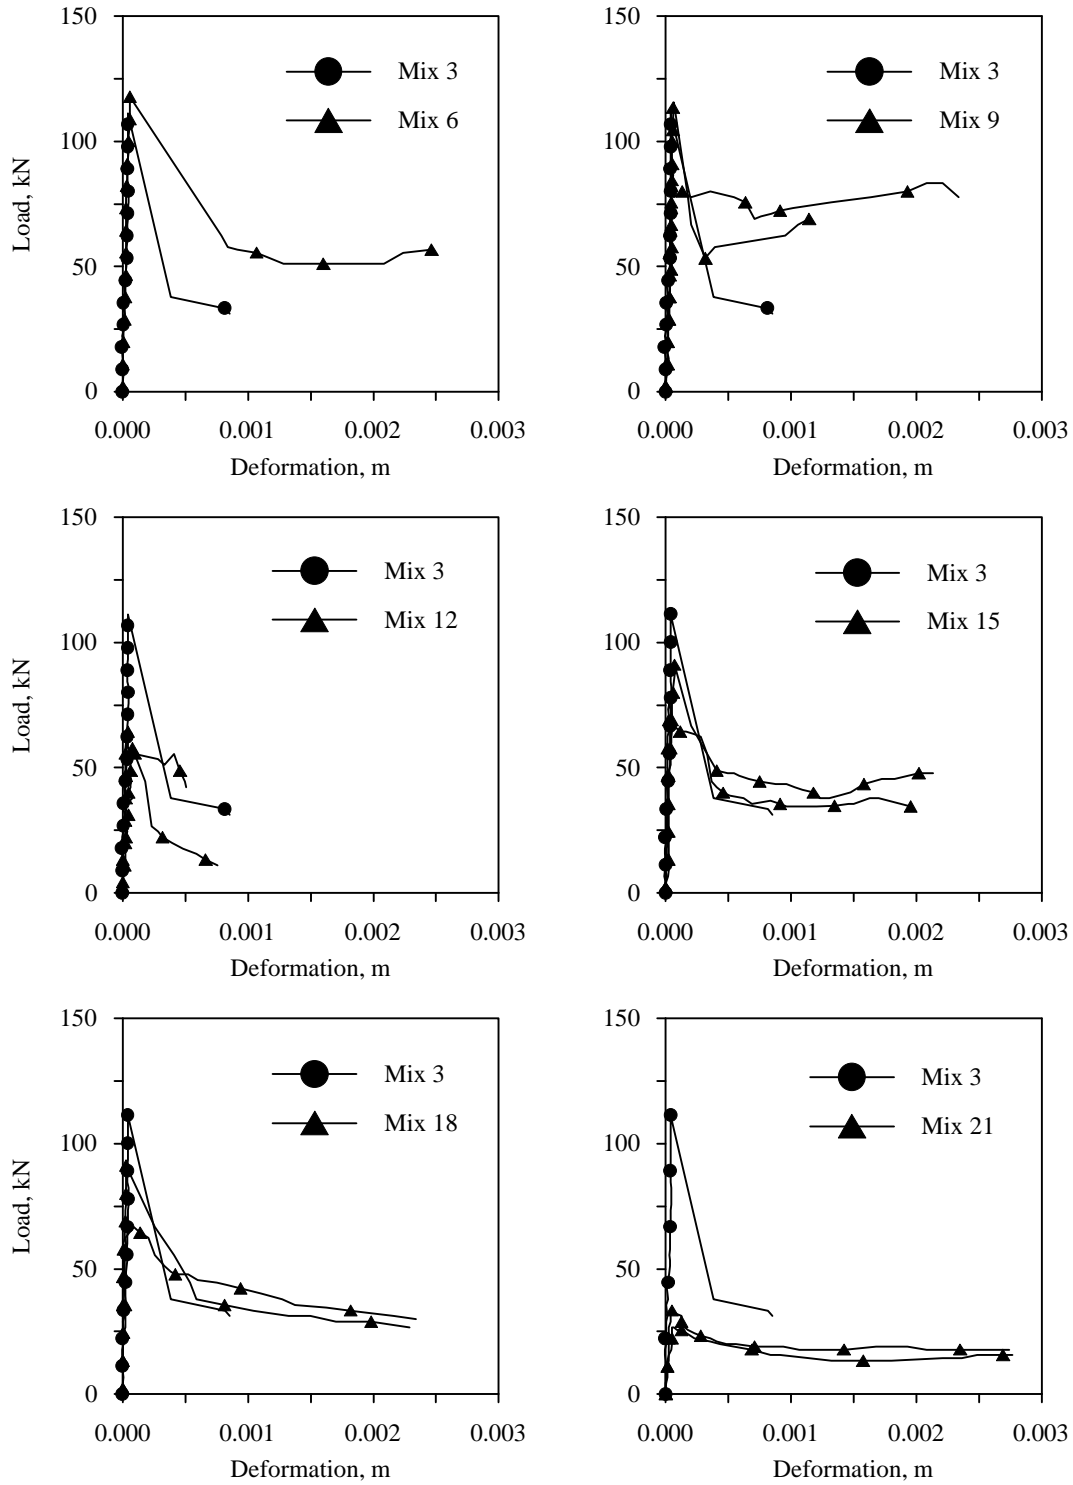 150 150
Mix 3 Mix 3
Mix 6 Mix 9
100 100
Load, kN
50 50
0 0
0.000 0.001 0.002 0.003 0.000 0.001 0.002 0.003
Deformation, m Deformation, m
150 150
Mix 3 Mix 3
Mix 12 Mix 15
100 100
Load, kN
50 50
0 0
0.000 0.001 0.002 0.003 0.000 0.001 0.002 0.003
Deformation, m Deformation, m
150 150
Mix 3 Mix 3
Mix 18 Mix 21
100 100
Load, kN
50 50
0 0
0.000 0.001 0.002 0.003 0.000 0.001 0.002 0.003
Deformation, m Deformation, m